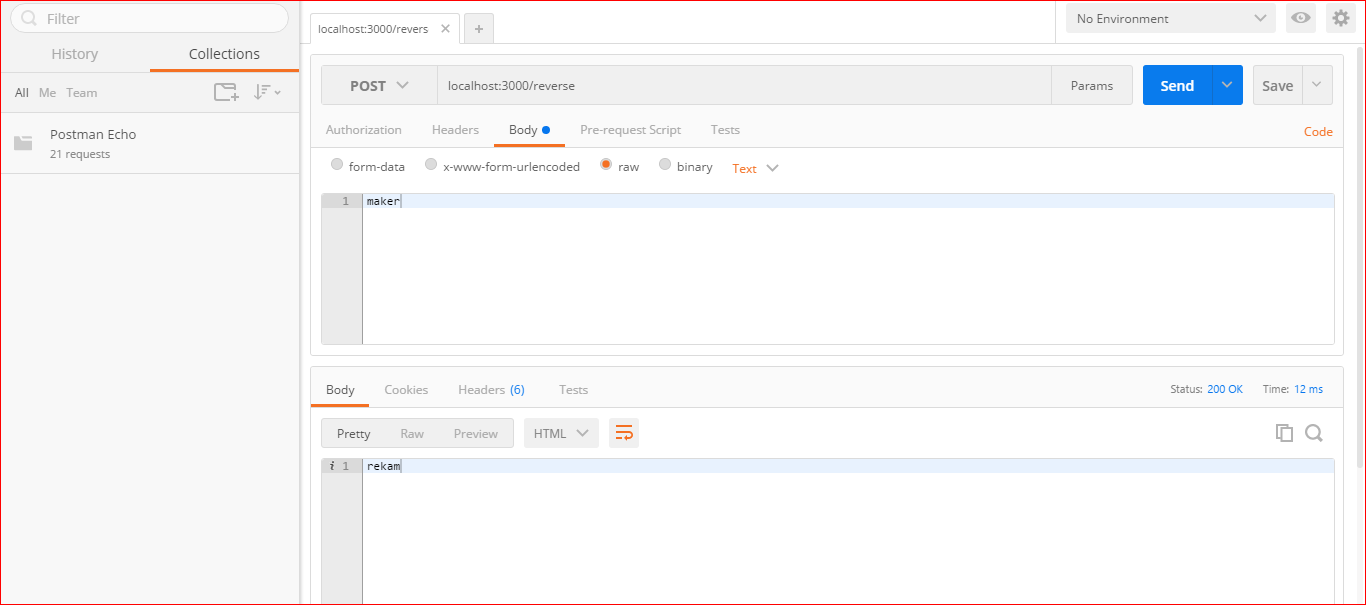 Filter
History Collections
All Me Team
Postman Echo
21 requests
localhost:3000/revers
No Environment
POST localhost:3000/reverse Params Send Save
Authorization Headers Body Pre-request Script Tests Code
form-data x-www-form-urlencoded raw binary Text
1 maker
Body Cookies Headers (6) Tests Status: 200 OK Time: 12 ms
Pretty Raw Preview HTML
i 1 rekam